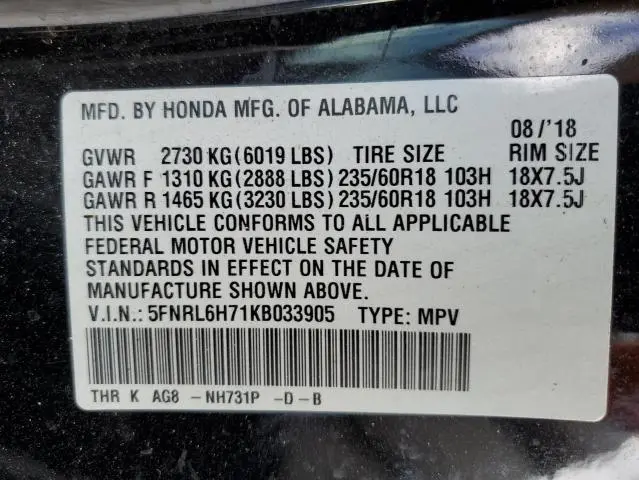 MFD. BY HONDA MFG. OF ALABAMA, LLC
08/'18
GVWR 2730 KG(6019 LBS) TIRE SIZE RIM SIZE
GAWR F 1310 KG(2888 LBS) 235/60R18 103H 18X7.5J
GAWR R 1465 KG(3230 LBS) 235/60R18 103H 18X7.5J
THIS VEHICLE CONFORMS TO ALL APPLICABLE
FEDERAL MOTOR VEHICLE SAFETY
STANDARDS IN EFFECT ON THE DATE OF
MANUFACTURE SHOWN ABOVE.
V.I.N.: 5FNRL6H71KB033905 TYPE: MPV
THR K AG8 - NH731P -D-B